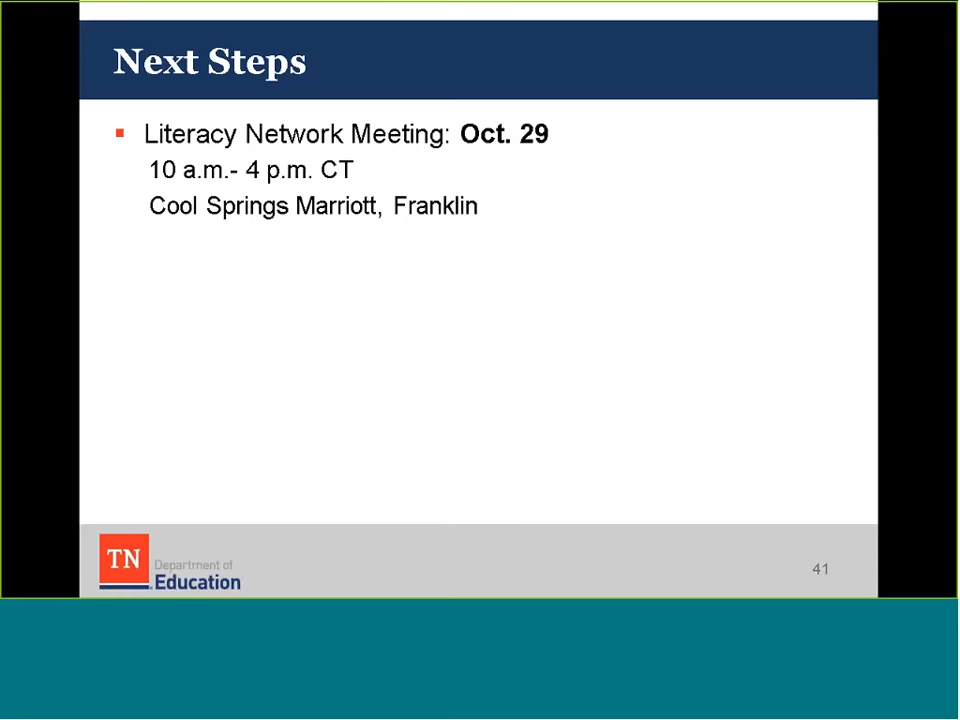 Next Steps
Literacy Network Meeting: Oct. 29
10 a.m.- 4 p.m. CT
Cool Springs Marriott, Franklin
TN
Department of
Education
41